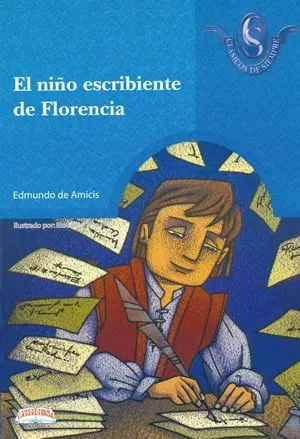 CLÁSICOS DE SIEMPRE
El niño escribiente
de Florencia
Edmundo de Amicis
Ilustrado por: